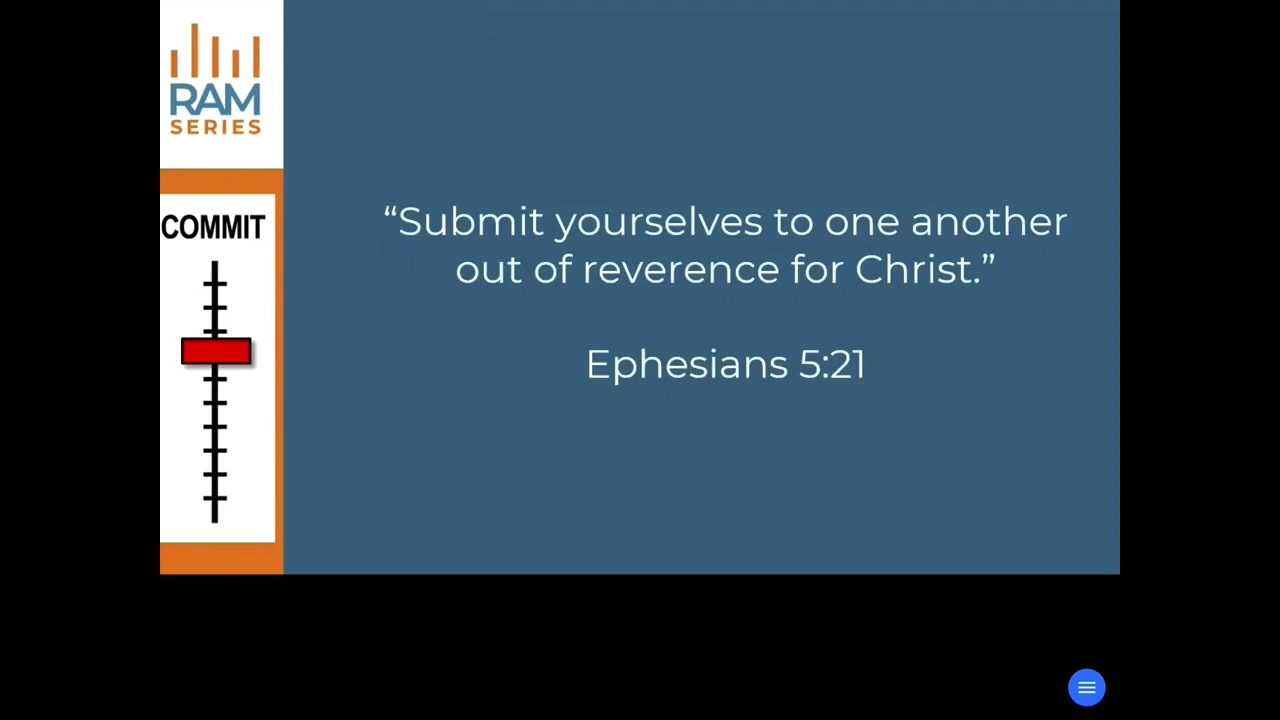 RAM
SERIES
COMMIT
“Submit yourselves to one another
out of reverence for Christ.”
Ephesians 5:21